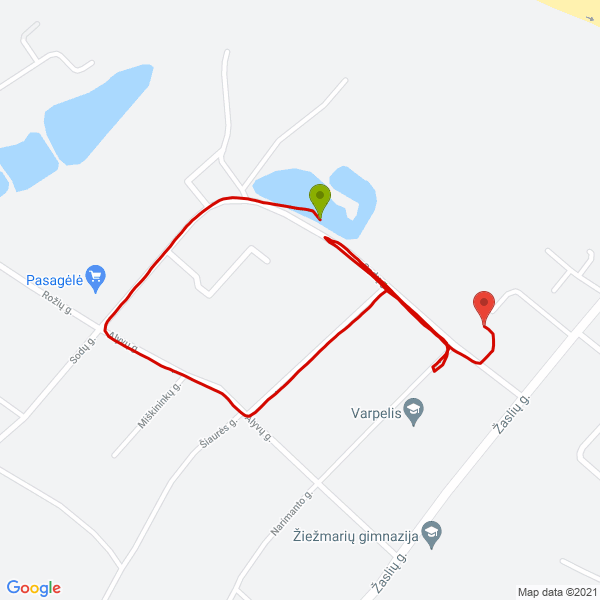 Pasagėlė
Rožių g.
Sodų g.
Alyvų g.
Miškininkų g.
Šiaurės g.
Alyvų g.
Varpelis
Žaslių g.
Narimanto g.
Žiežmarių gimnazija
Žaslių g.
Google
Map data ©2021